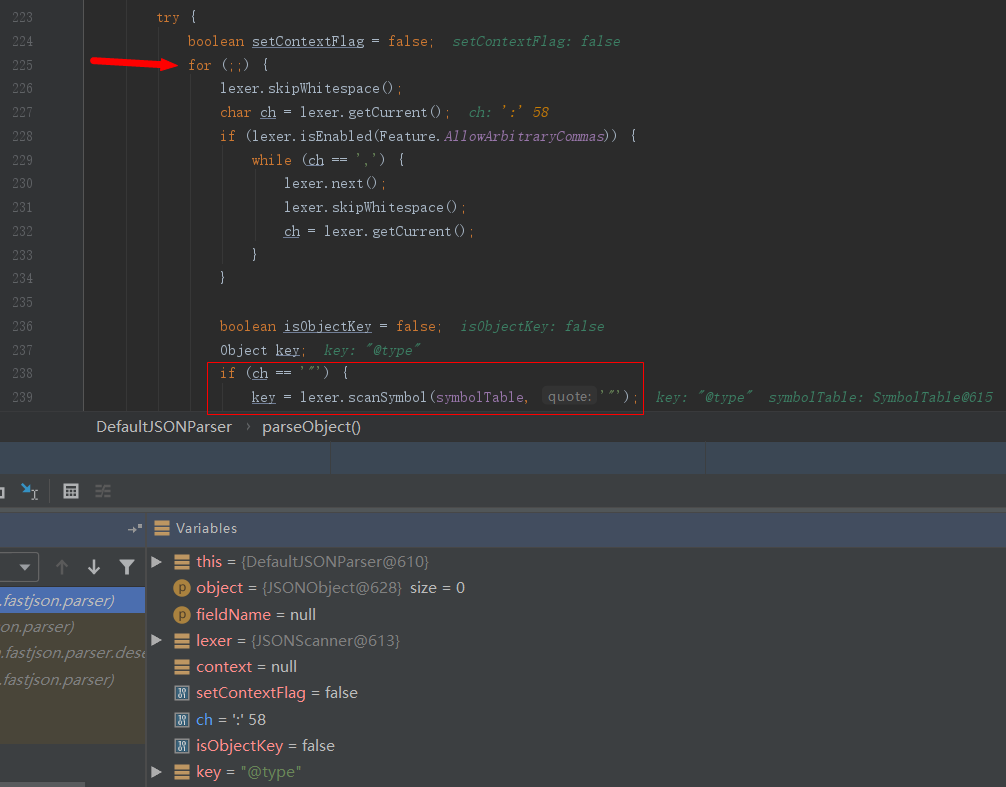 223 try {
224 boolean setContextFlag = false; setContextFlag: false
225 for (;;) {
226 lexer.skipWhitespace();
227 char ch = lexer.getCurrent(); ch: ':' 58
228 if (lexer.isEnabled(Feature.AllowArbitraryCommas)) {
229 while (ch == ',') {
230 lexer.next();
231 lexer.skipWhitespace();
232 ch = lexer.getCurrent();
233 }
234 }
235
236 boolean isObjectKey = false; isObjectKey: false
237 Object key; key: "@type"
238 if (ch == '"') {
239 key = lexer.scanSymbol(symbolTable, quote: '"'); key: "@type" symbolTable: SymbolTable@615
DefaultJSONParser › parseObject()
Variables
this = {DefaultJSONParser@610}
p object = {JSONObject@628} size = 0
.fastjson.parser)
p fieldName = null
son.parser)
lexer = {JSONScanner@613}
.fastjson.parser.dese
context = null
.fastjson.parser)
setContextFlag = false
ch = ':' 58
isObjectKey = false
key = "@type"